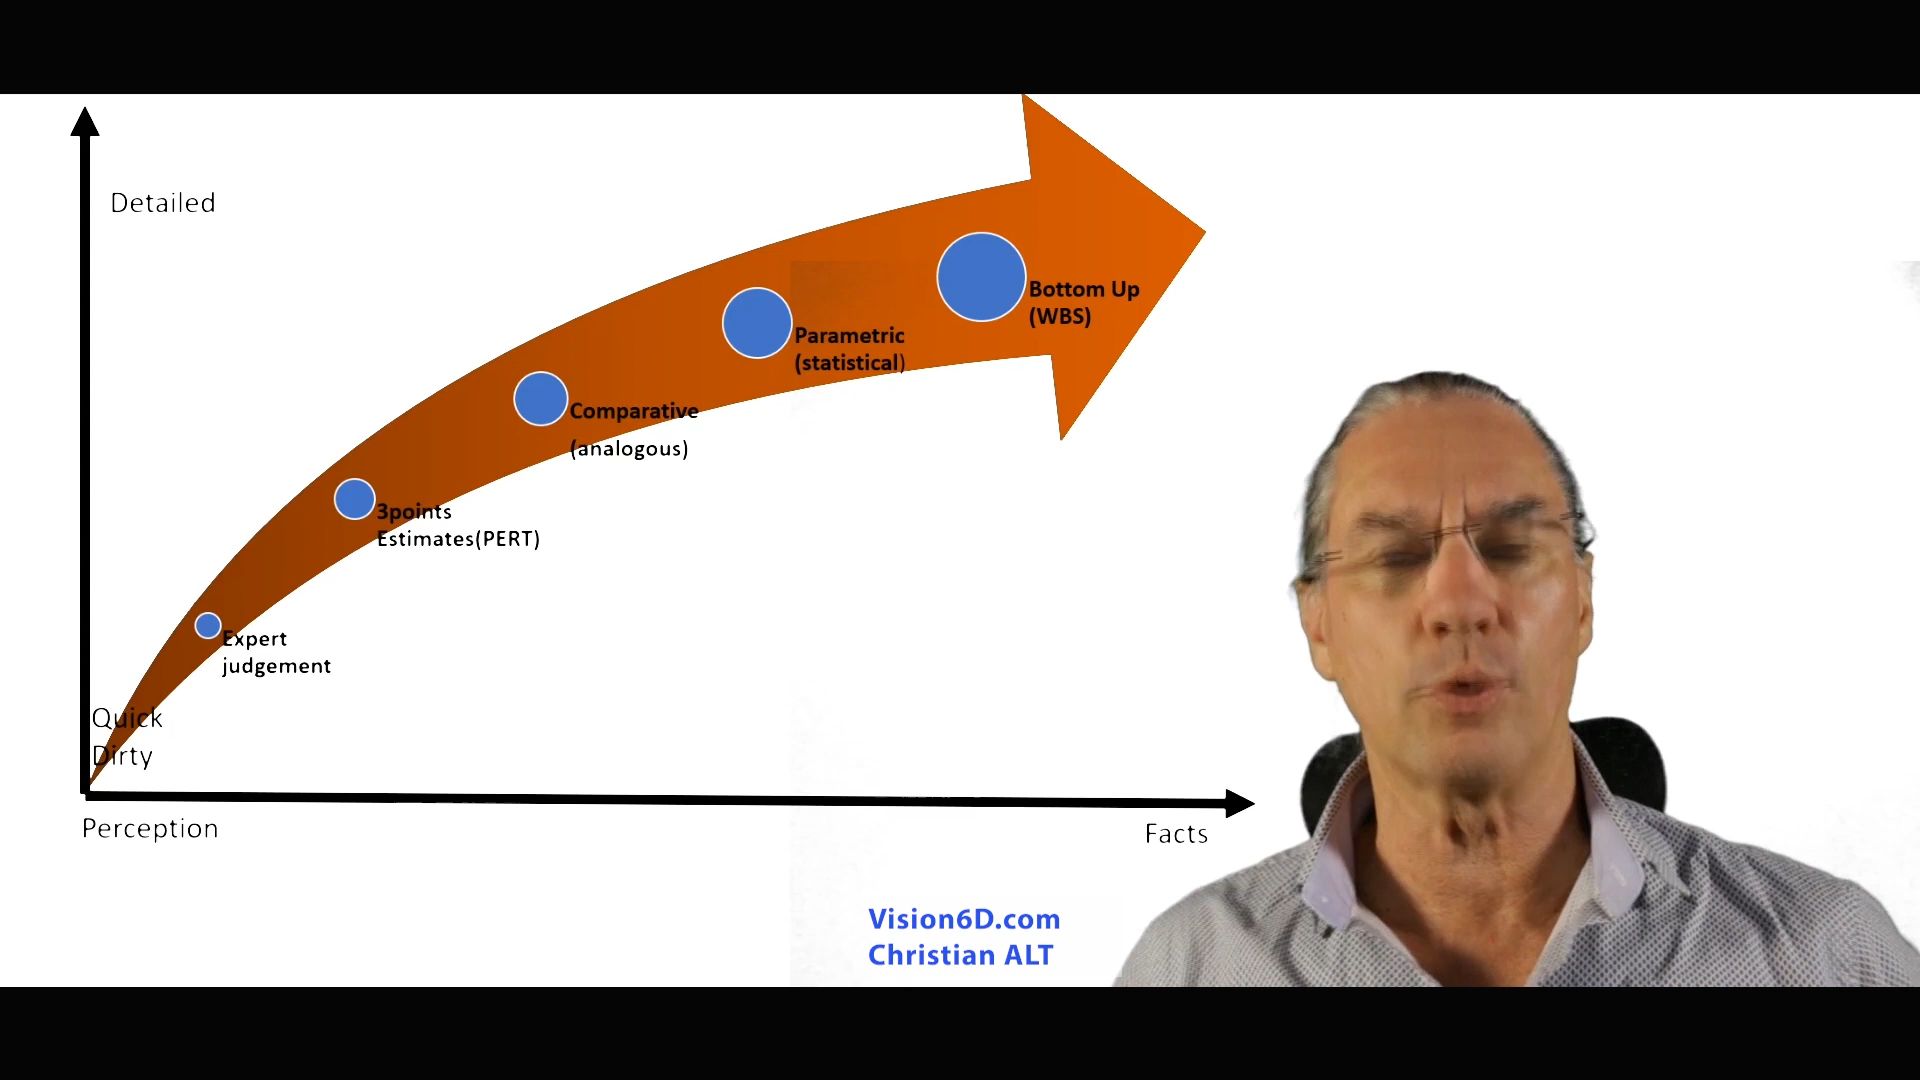 Detailed
Bottom Up
(WBS)
Parametric
(statistical)
Comparative
(analogous)
3points
Estimates(PERT)
Expert
judgement
Quick
Dirty
Perception
Facts
Vision6D.com
Christian ALT